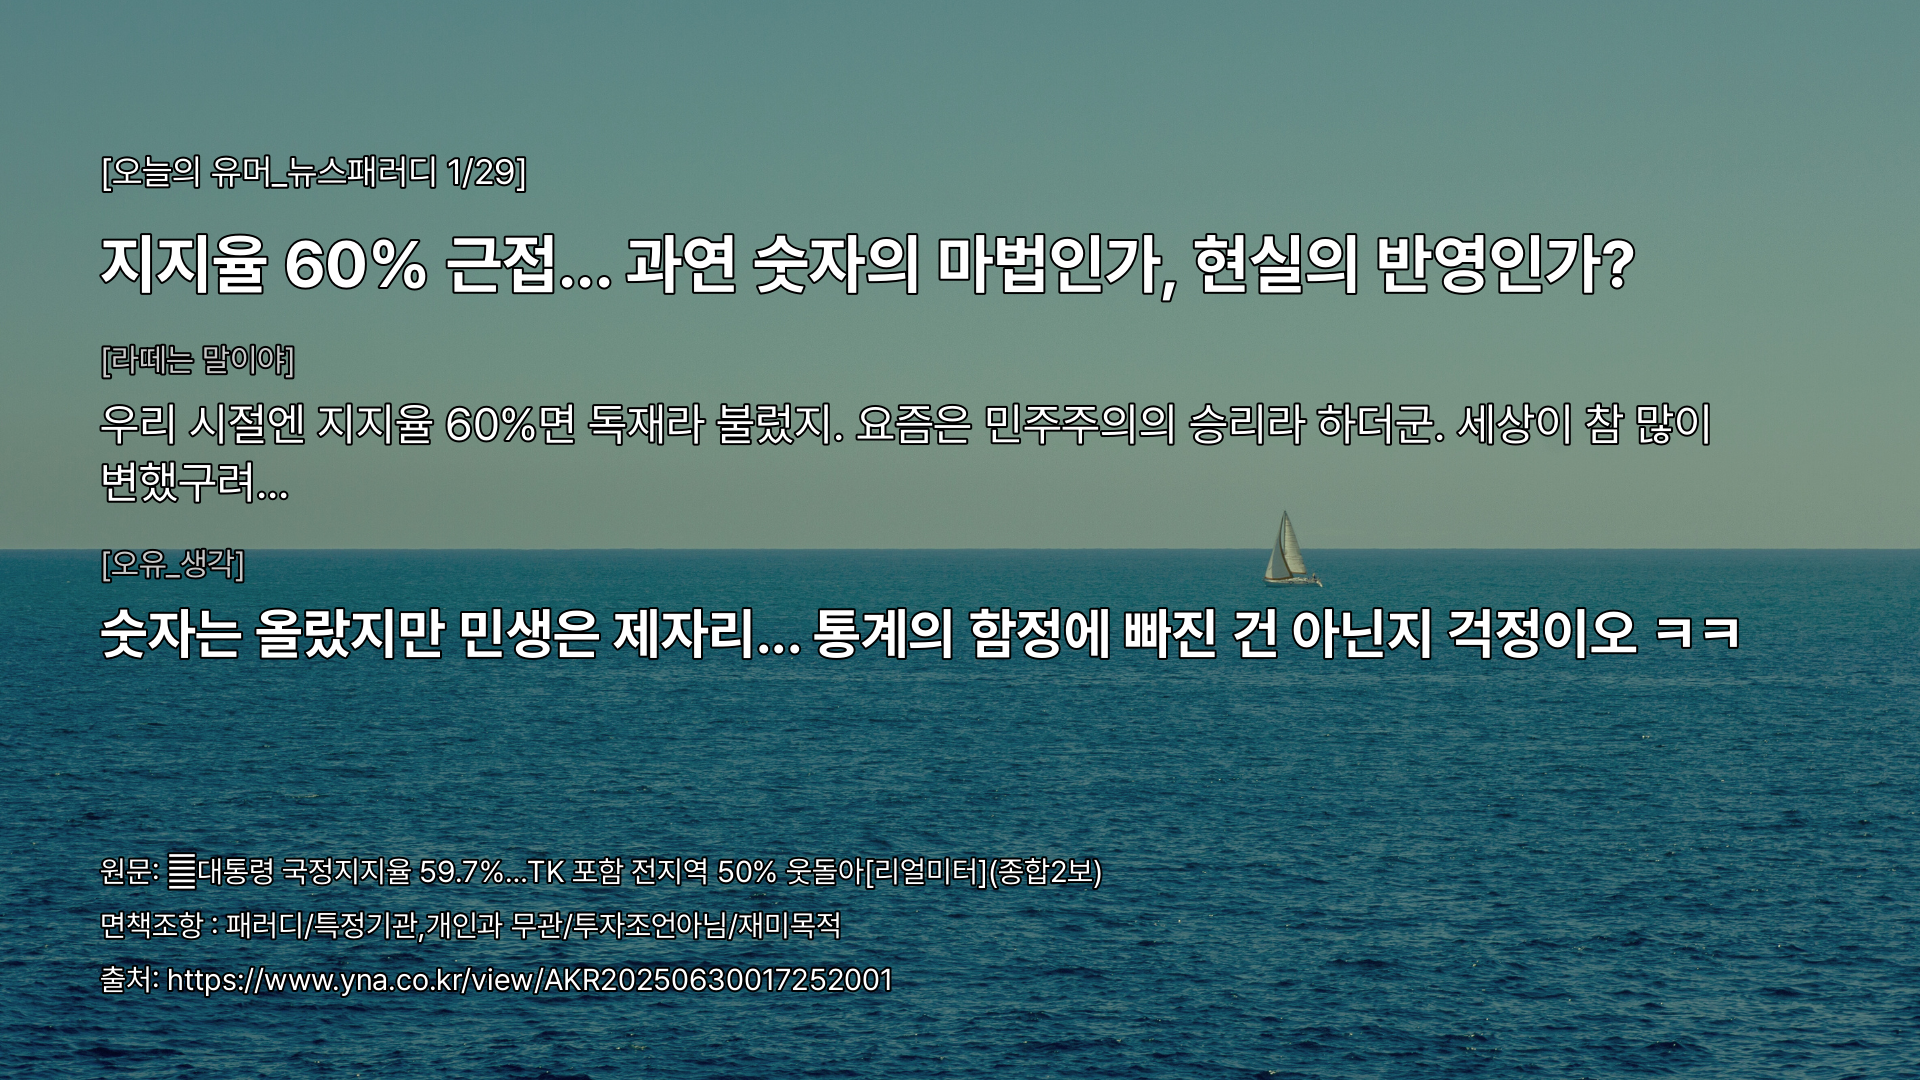 [오늘의 유머_뉴스패러디 1/29]
지지율 60% 근접... 과연 숫자의 마법인가, 현실의 반영인가?
[라떼는 말이야]
우리 시절엔 지지율 60%면 독재라 불렀지. 요즘은 민주주의의 승리라 하더군. 세상이 참 많이
변했구려...
[오유_생각]
숫자는 올랐지만 민생은 제자리... 통계의 함정에 빠진 건 아닌지 걱정이오 ㅋㅋ
원문: 대통령 국정지지율 59.7%...TK 포함 전지역 50% 웃돌아[리얼미터](종합2보)
면책조항 : 패러디/특정기관,개인과 무관/투자조언아님/재미목적
출처: https://www.yna.co.kr/view/AKR20250630017252001